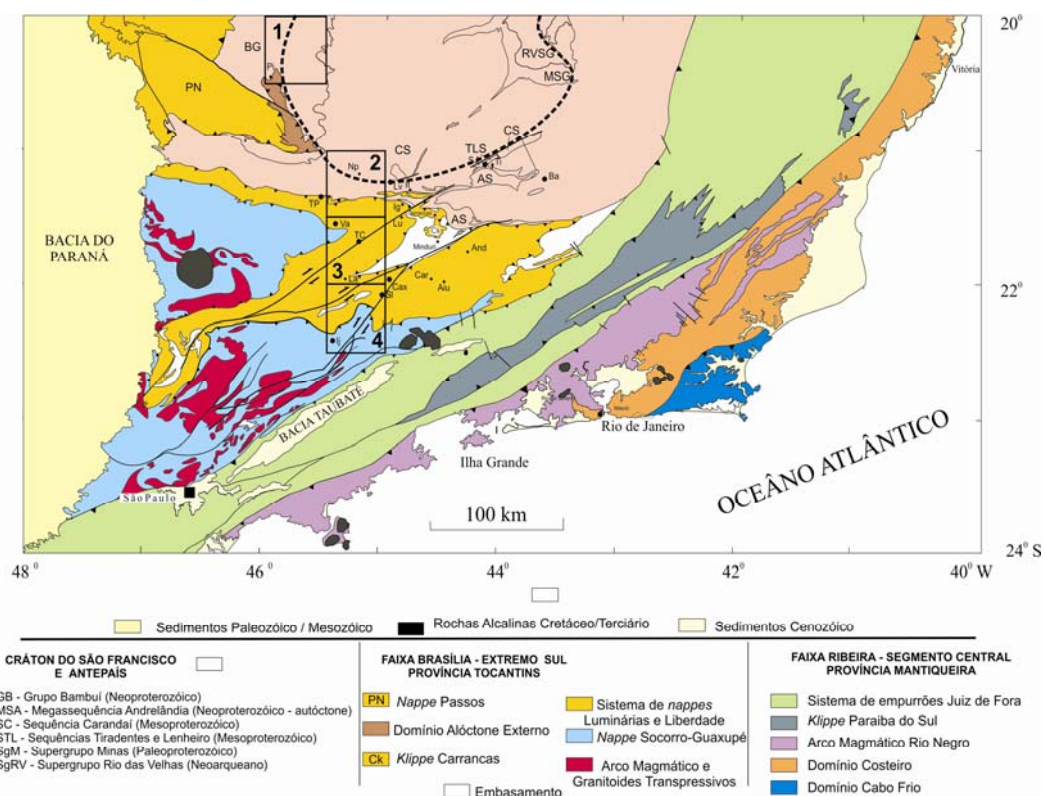 20°
1
BG
RVSG
MSG
Vitória
PN
CS
2
CS
TLS
Np
AS
Ba
TP
AS
Va
Lu
TC
BACIA DO
PARANÁ
And
3
Car
22°
Cax
Aiu
4
BACIA TAUBATÉ
Rio de Janeiro
Ilha Grande
OCEÂNO ATLÂNTICO
São Paulo
100 km
24° S
48°
46°
44°
42°
40° W
Sedimentos Paleozóico / Mesozóico
Rochas Alcalinas Cretáceo/Terciário
Sedimentos Cenozóico
CRÁTON DO SÃO FRANCISCO
E ANTEPAÍS
GB - Grupo Bambuí (Neoproterozóico)
MSA - Megassequência Andrelândia (Neoproterozóico - autóctone)
SC - Sequência Carandaí (Mesoproterozóico)
STL - Sequências Tiradentes e Lenheiro (Mesoproterozóico)
SgM - Supergrupo Minas (Paleoproterozóico)
SgRV - Supergrupo Rio das Velhas (Neoarqueano)
FAIXA BRASÍLIA - EXTREMO SUL
PROVÍNCIA TOCANTINS
PN Nappe Passos
Domínio Alóctone Externo
Ck Klippe Carrancas
Embasamento
Sistema de nappes
Luminárias e Liberdade
Nappe Socorro-Guaxupé
Arco Magmático e
Granitoides Transpressivos
FAIXA RIBEIRA - SEGMENTO CENTRAL
PROVÍNCIA MANTIQUEIRA
Sistema de empurrões Juiz de Fora
Klippe Paraiba do Sul
Arco Magmático Rio Negro
Domínio Costeiro
Domínio Cabo Frio